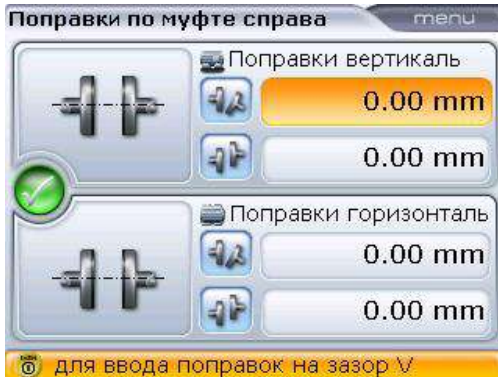 Поправки по муфте справа menu
Поправки вертикаль
0.00 mm
0.00 mm
Поправки горизонталь
0.00 mm
0.00 mm
для ввода поправок на зазор V